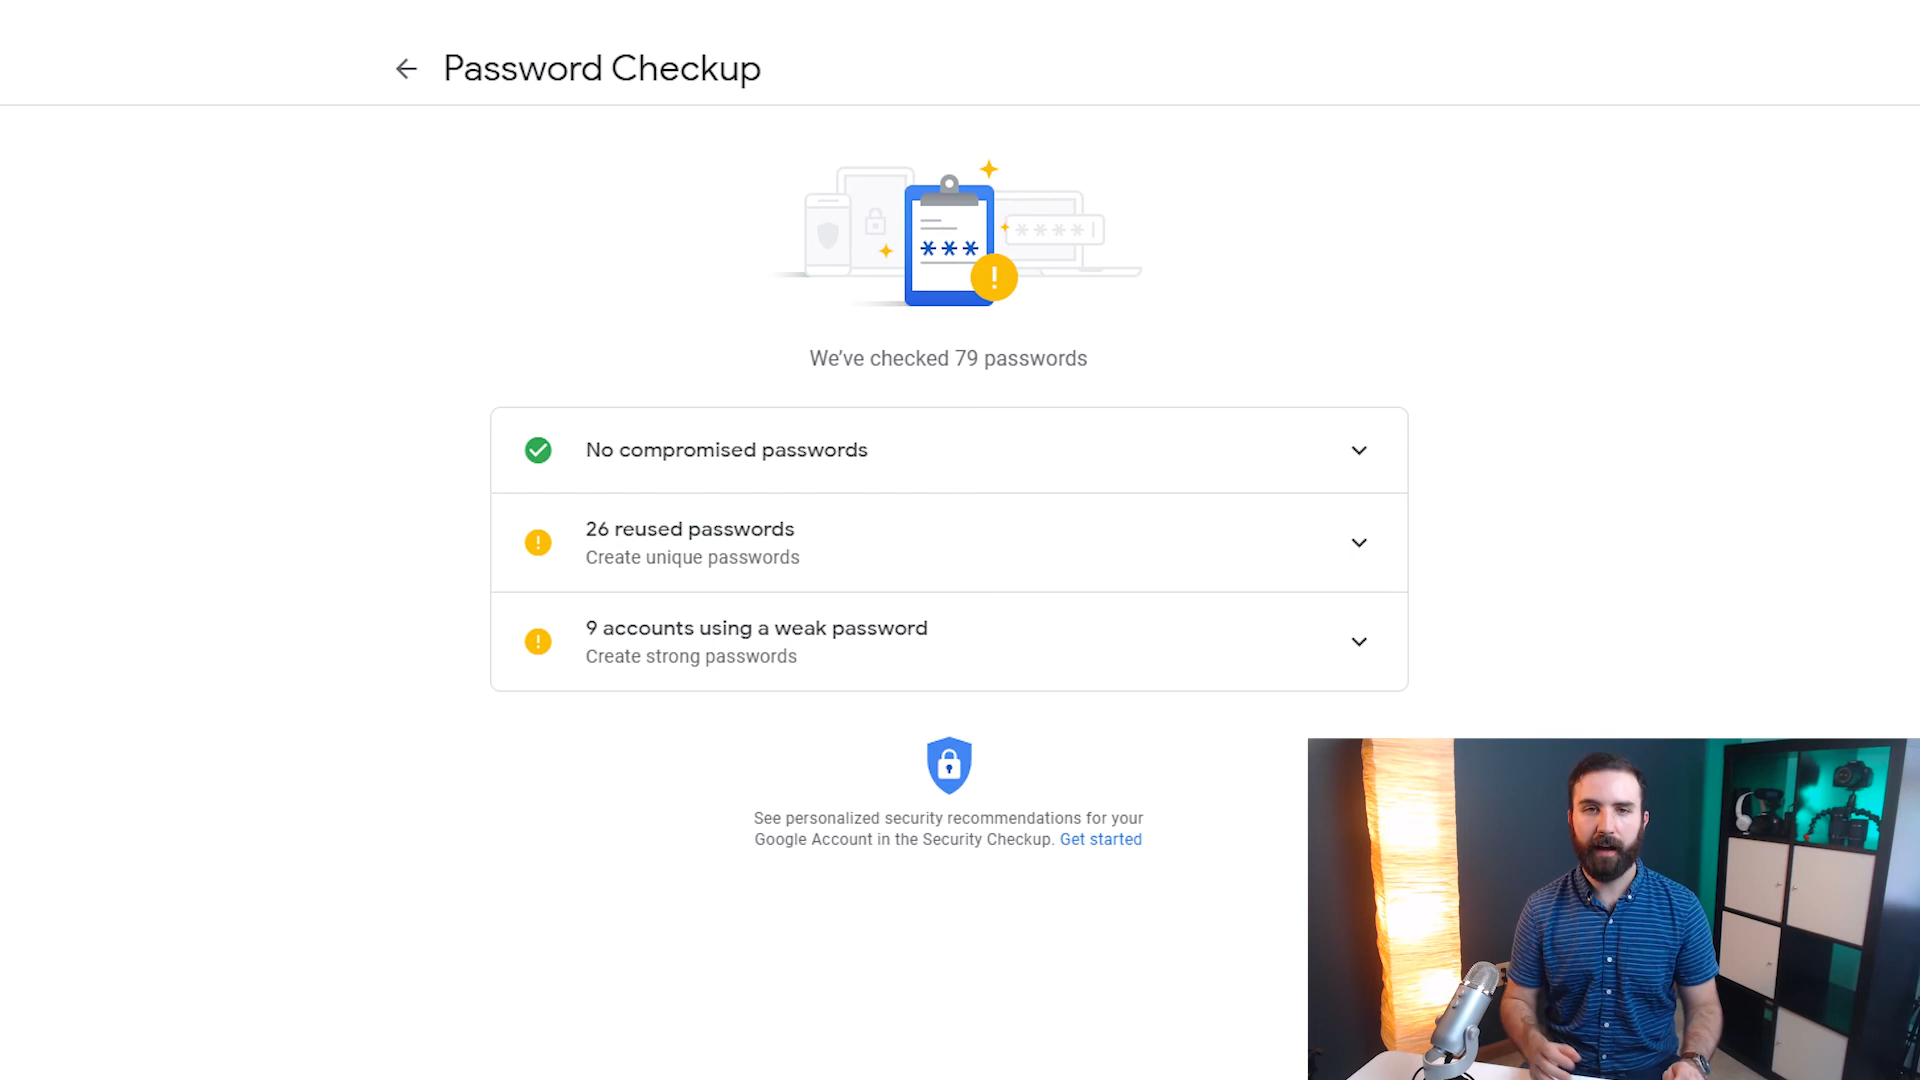 Password Checkup
We’ve checked 79 passwords
No compromised passwords
26 reused passwords
Create unique passwords
9 accounts using a weak password
Create strong passwords
See personalized security recommendations for your
Google Account in the Security Checkup. Get started